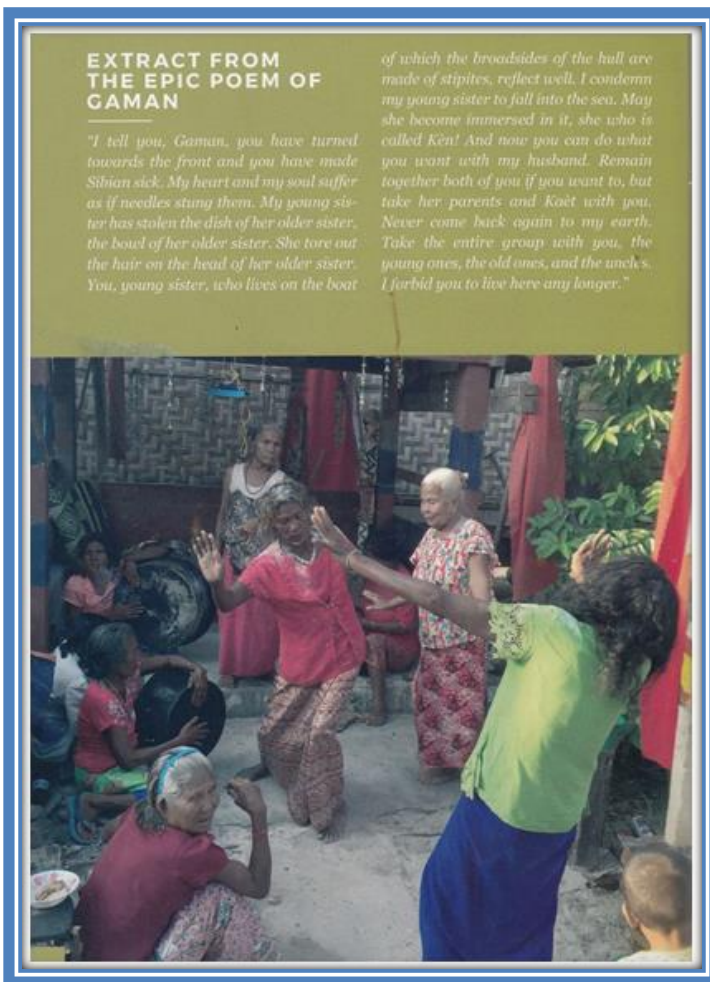 EXTRACT FROM
THE EPIC POEM OF
GAMAN
"I tell you, Gaman, you have turned
towards the front and you have made
Sibian sick. My heart and my soul suffer
as if needles stung them. My young sis-
ter has stolen the dish of her older sister,
the bowl of her older sister. She tore out
the hair on the head of her older sister.
You, young sister, who lives on the boat
of which the broadsides of the hull are
made of stipites, reflect well. I condemn
my young sister to fall into the sea. May
she become immersed in it, she who is
called Kèn! And now you can do what
you want with my husband. Remain
together both of you if you want to, but
take her parents and Kaèt with you.
Never come back again to my earth.
Take the entire group with you, the
young ones, the old ones, and the uncles.
I forbid you to live here any longer."